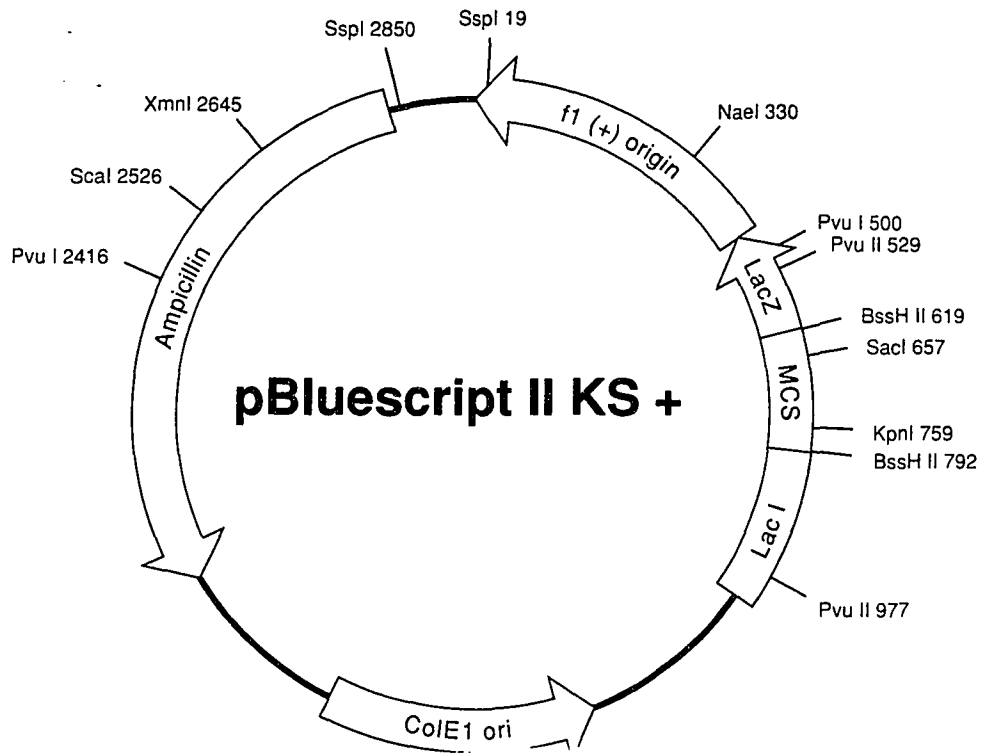 SspI 19
SspI 2850
XmnI 2645
NaeI 330
ScaI 2526
f1 (+) origin
Pvu I 500
Pvu II 529
Pvu I 2416
Ampicillin
LacZ
BssH II 619
SacI 657
MCS
pBluescript II KS +
KpnI 759
BssH II 792
Lac I
Pvu II 977
ColE1 ori